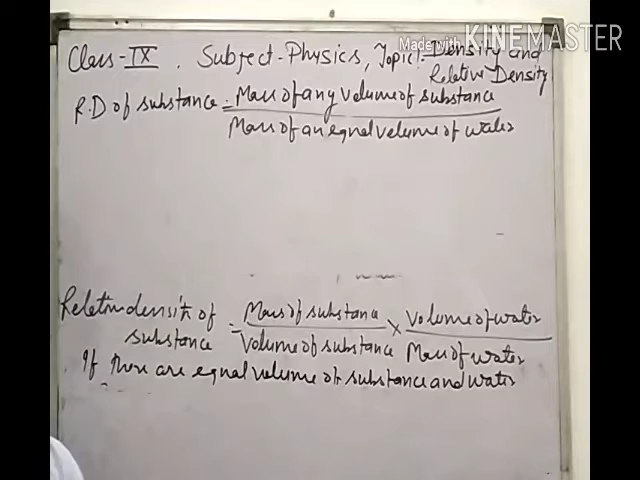 Made with KINEMASTER
Class-IX. Subject-Physics, Topic:-Density and
Relative Density
R.D of substance = Mass of any volume of substance
Mass of an equal volume of water
Relative density of
substance = Mass of substance × Volume of water
Volume of substance Mass of water
If there are equal volume of substance and water